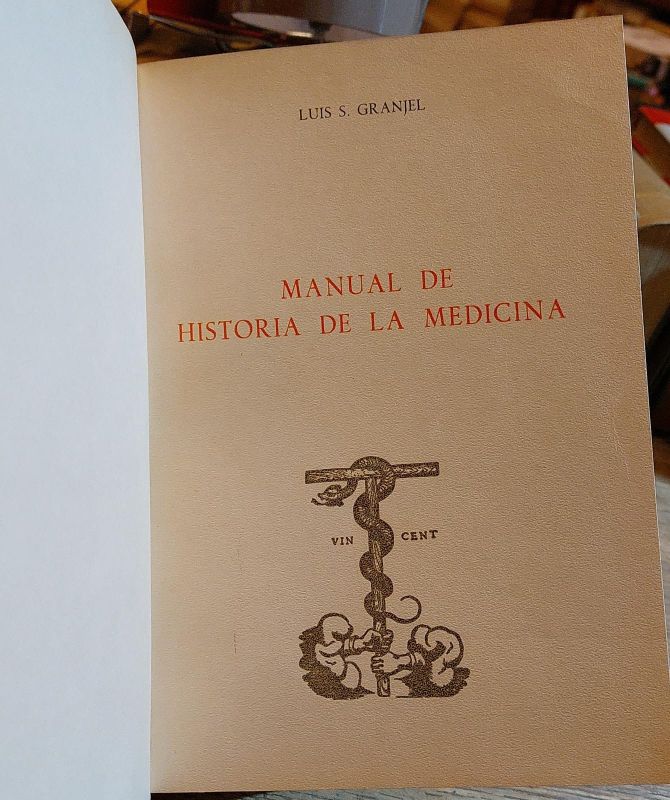 LUIS S. GRANJEL
MANUAL DE
HISTORIA DE LA MEDICINA
VIN CENT